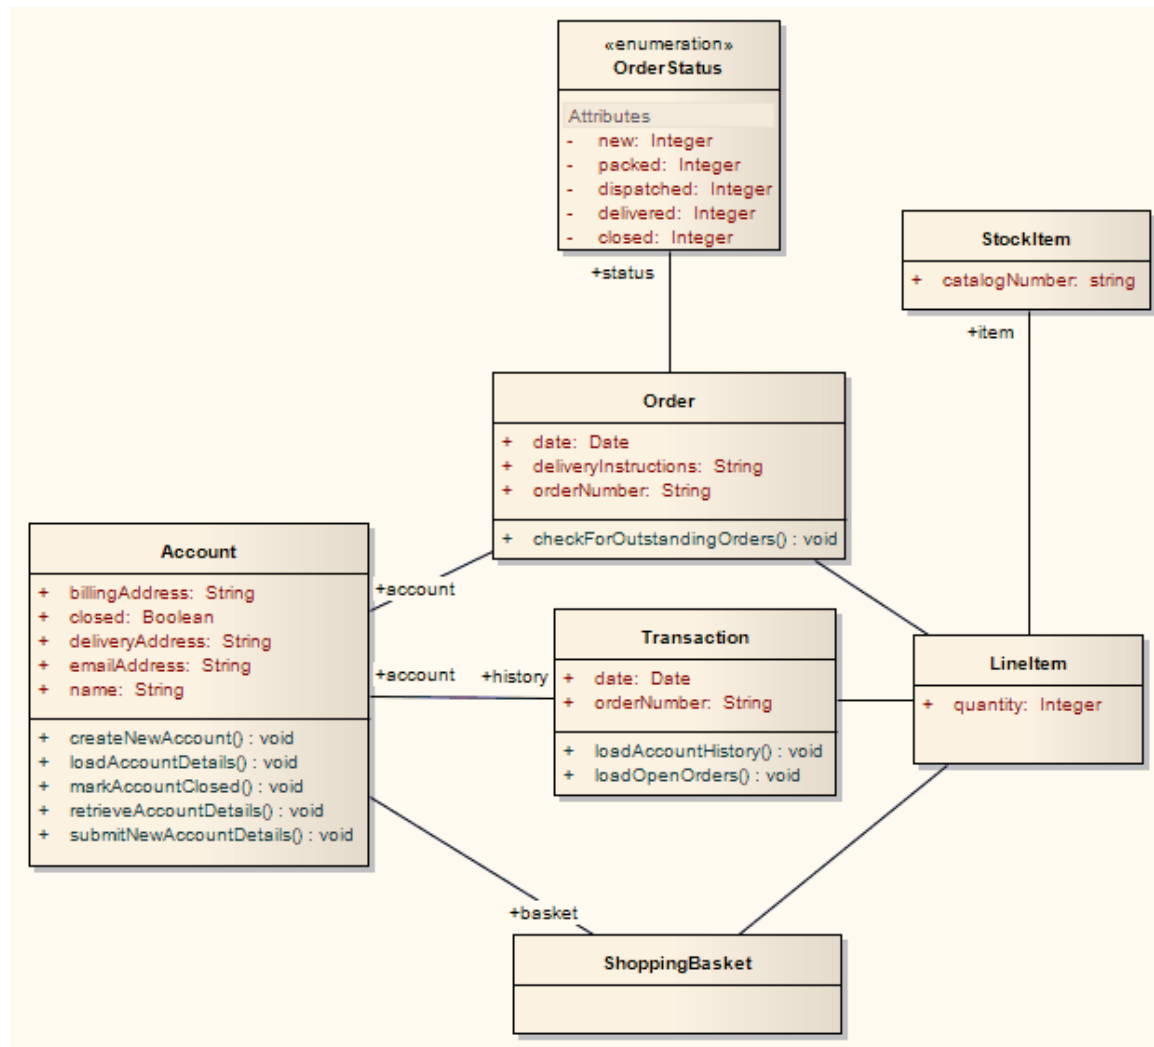 «enumeration»
OrderStatus
Attributes
- new: Integer
- packed: Integer
- dispatched: Integer
- delivered: Integer
- closed: Integer
+status
StockItem
+ catalogNumber: string
+item
Order
+ date: Date
+ deliveryInstructions: String
+ orderNumber: String
+ checkForOutstandingOrders() : void
Account
+ billingAddress: String
+ closed: Boolean
+ deliveryAddress: String
+ emailAddress: String
+ name: String
+ createNewAccount() : void
+ loadAccountDetails() : void
+ markAccountClosed() : void
+ retrieveAccountDetails() : void
+ submitNewAccountDetails() : void
+account
+account
+history
Transaction
+ date: Date
+ orderNumber: String
+ loadAccountHistory() : void
+ loadOpenOrders() : void
LineItem
+ quantity: Integer
+basket
ShoppingBasket